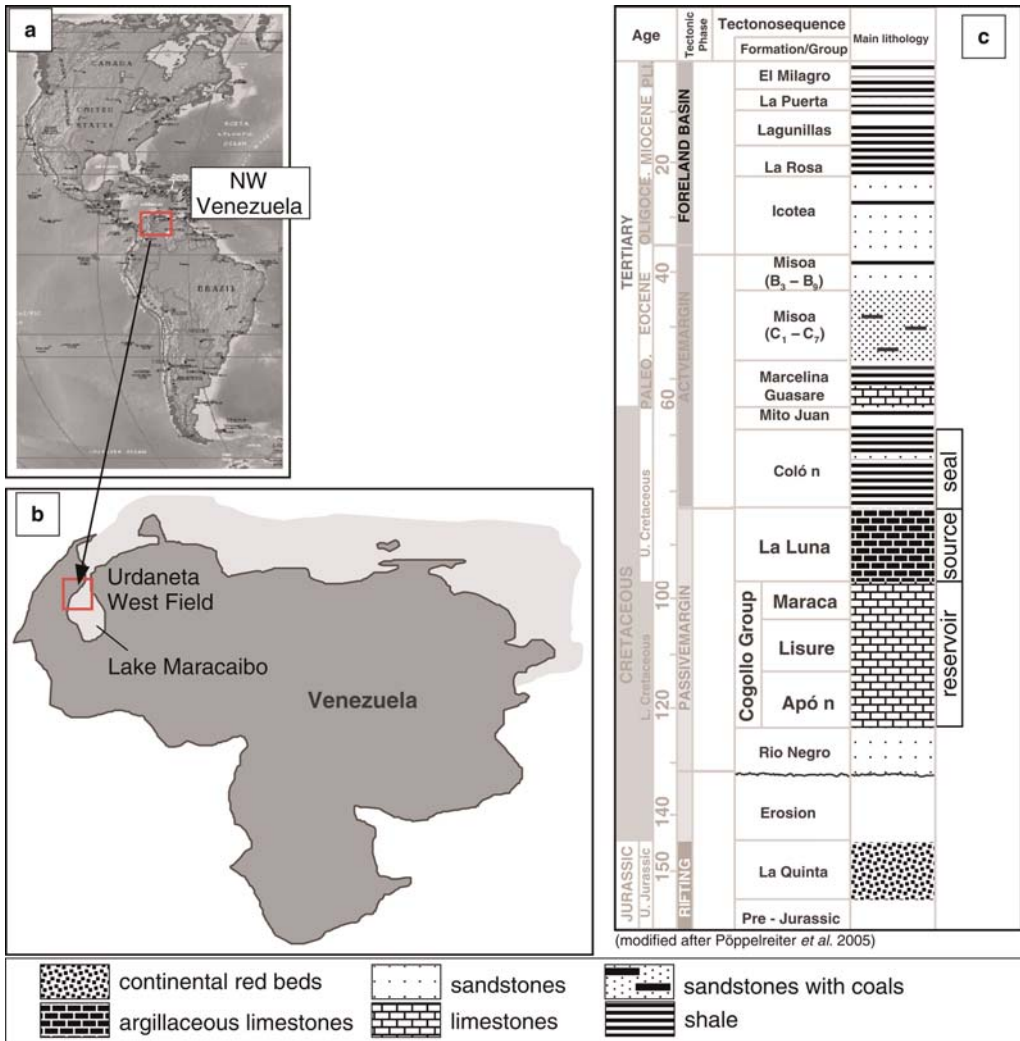 a
CANADA
UNITED
STATES
BRAZIL
NW
Venezuela
b
Urdaneta
West Field
Lake Maracaibo
Venezuela
c
Age
Tectonic
Phase
Tectonosequence
Formation/Group
Main lithology
TERTIARY
CRETACEOUS
JURASSIC
PLI.
MIOCENE
OLIGOCE.
EOCENE
PALEO.
U. Cretaceous
L. Cretaceous
U. Jurassic
20
40
60
100
120
140
150
FORELAND BASIN
ACTVEMARGIN
PASSIVEMARGIN
RIFTING
El Milagro
La Puerta
Lagunillas
La Rosa
Icotea
Misoa
(B3 – B9)
Misoa
(C1 – C7)
Marcelina
Guasare
Mito Juan
Coló n
La Luna
Cogollo Group
Maraca
Lisure
Apó n
Rio Negro
Erosion
La Quinta
Pre - Jurassic
seal
source
reservoir
(modified after Pöppelreiter et al. 2005)
continental red beds
sandstones
sandstones with coals
argillaceous limestones
limestones
shale